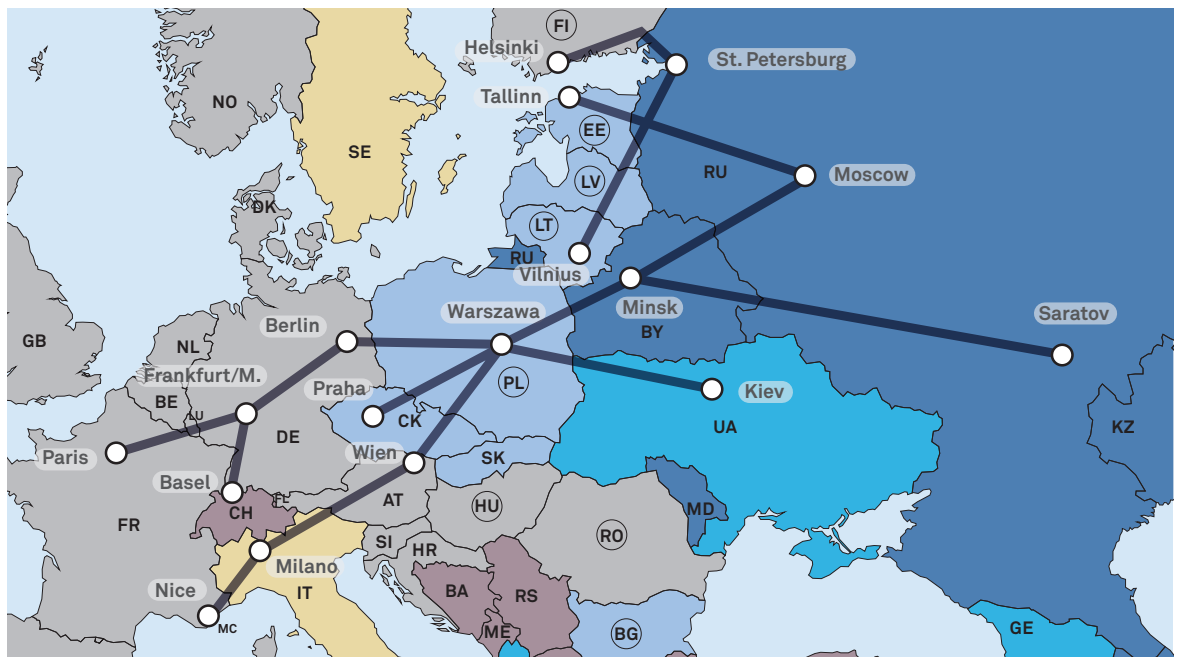 FI
Helsinki
St. Petersburg
NO
Tallinn
EE
SE
RU
Moscow
LV
DK
LT
RU
Vilnius
Minsk
Warszawa
Saratov
Berlin
BY
GB
NL
Frankfurt/M.
Praha
PL
Kiev
BE
LU
CK
UA
KZ
DE
Paris
Wien
SK
Basel
FL
AT
HU
MD
CH
FR
RO
SI
HR
Milano
Nice
IT
BA
RS
MC
ME
BG
GE